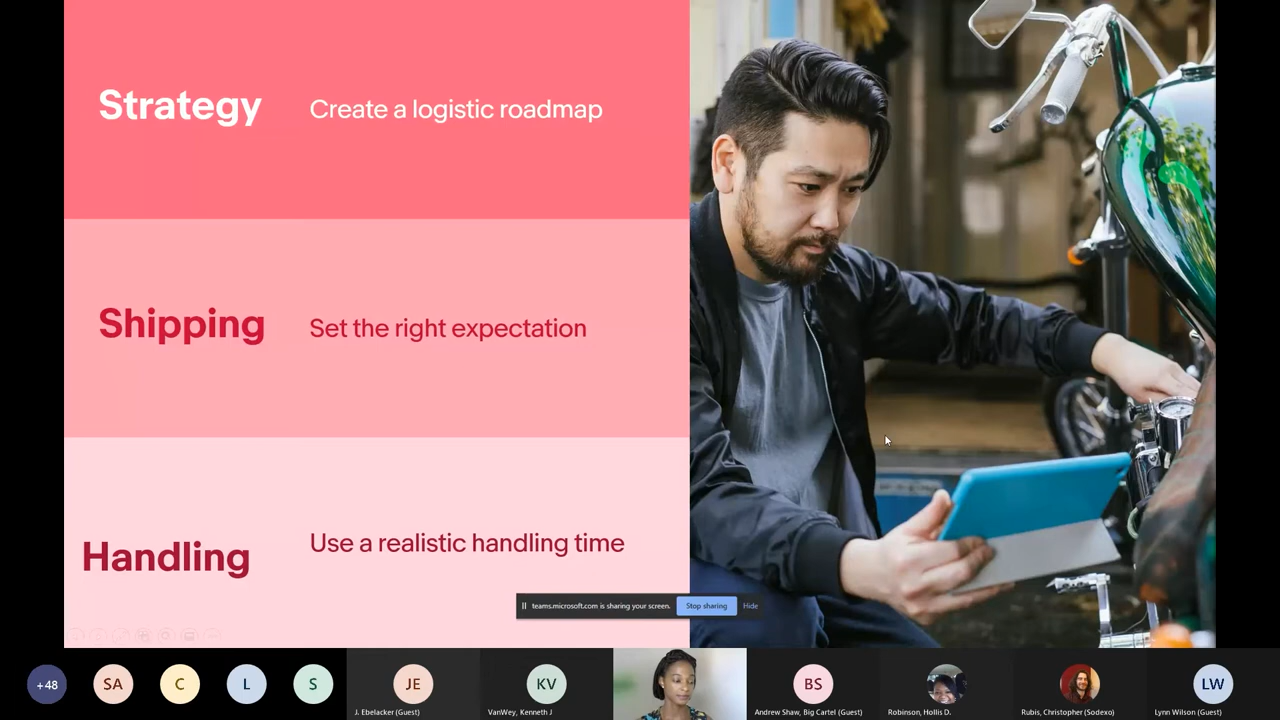 Strategy
Create a logistic roadmap
Shipping
Set the right expectation
Handling
Use a realistic handling time
teams.microsoft.com is sharing your screen.
Stop sharing
Hide
+48
SA
C
L
S
JE
KV
BS
LW
J. Ebelacker (Guest)
VanWey, Kenneth J
Andrew Shaw, Big Cartel (Guest)
Robinson, Hollis D.
Rubis, Christopher (Sodexo)
Lynn Wilson (Guest)